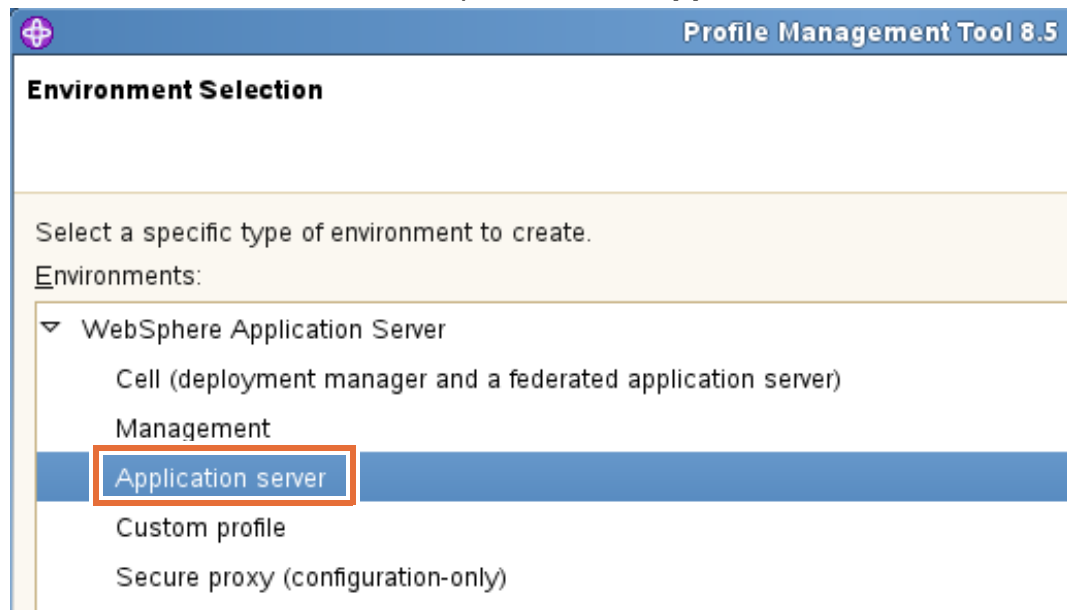 Profile Management Tool 8.5
Environment Selection
Select a specific type of environment to create.
Environments:
WebSphere Application Server
Cell (deployment manager and a federated application server)
Management
Application server
Custom profile
Secure proxy (configuration-only)